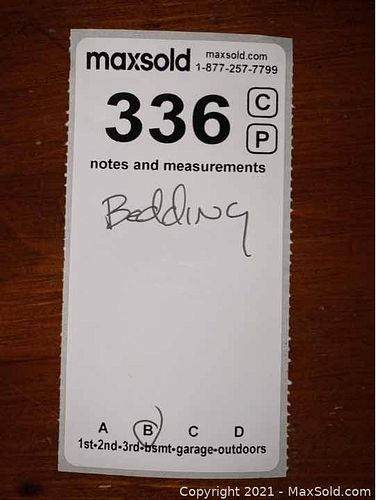 maxsold maxsold.com
1-877-257-7799
336 C
P
notes and measurements
Bedding
A B C D
1st-2nd-3rd-bsmt-garage-outdoors
Copyright 2021 - MaxSold.com